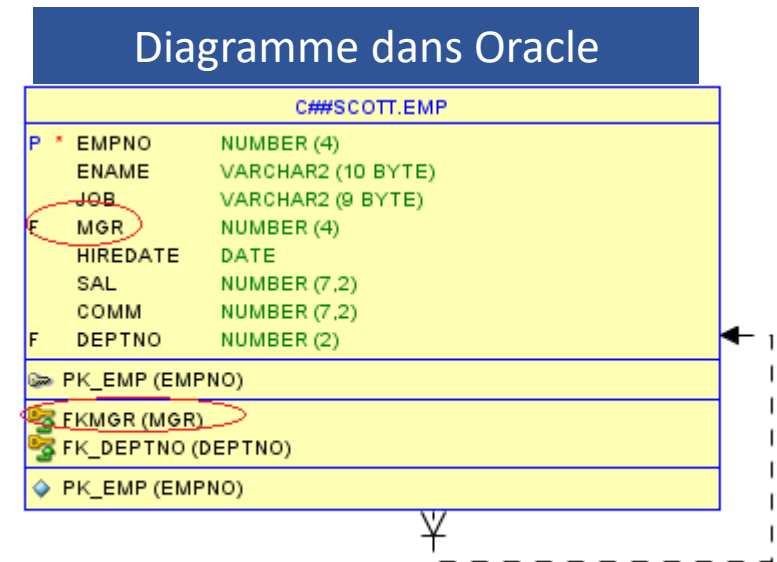 Diagramme dans Oracle
C##SCOTT.EMP
P * EMPNO NUMBER (4)
ENAME VARCHAR2 (10 BYTE)
JOB VARCHAR2 (9 BYTE)
F MGR NUMBER (4)
HIREDATE DATE
SAL NUMBER (7,2)
COMM NUMBER (7,2)
F DEPTNO NUMBER (2)
PK_EMP (EMPNO)
FKMGR (MGR)
FK_DEPTNO (DEPTNO)
PK_EMP (EMPNO)